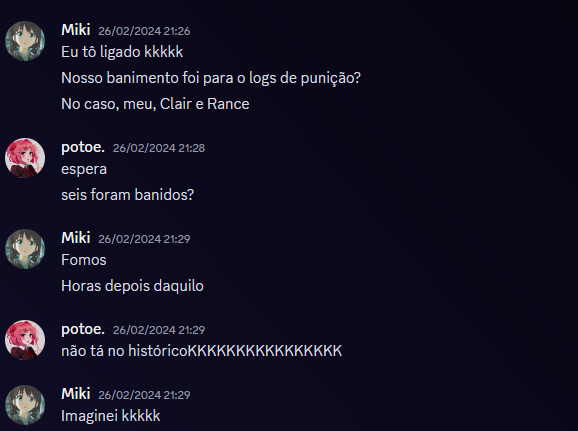 Miki 26/02/2024 21:26
Eu tô ligado kkkkk
Nosso banimento foi para o logs de punição?
No caso, meu, Clair e Rance
potoe. 26/02/2024 21:28
espera
seis foram banidos?
Miki 26/02/2024 21:29
Fomos
Horas depois daquilo
potoe. 26/02/2024 21:29
não tá no históricoKKKKKKKKKKKKKKKK
Miki 26/02/2024 21:29
Imaginei kkkkk